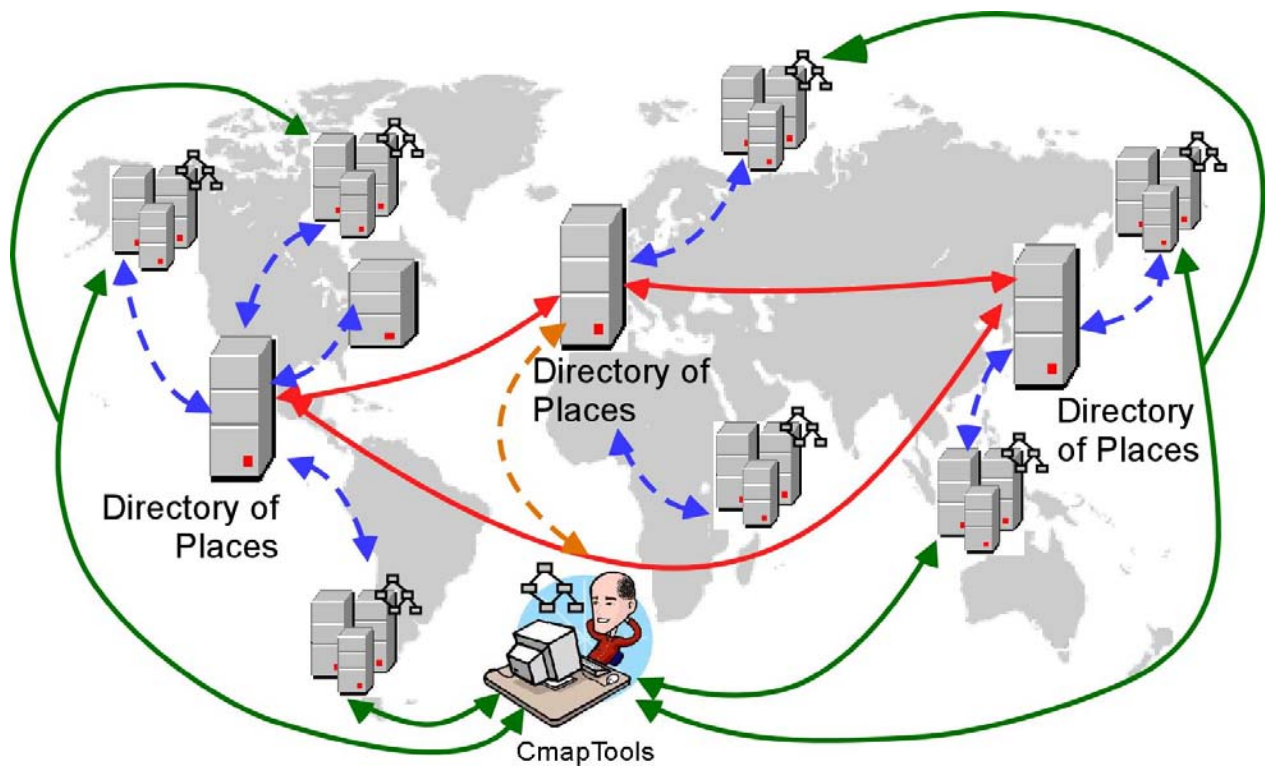 Directory of
Places
Directory
of Places
Directory of
Places
CmapTools